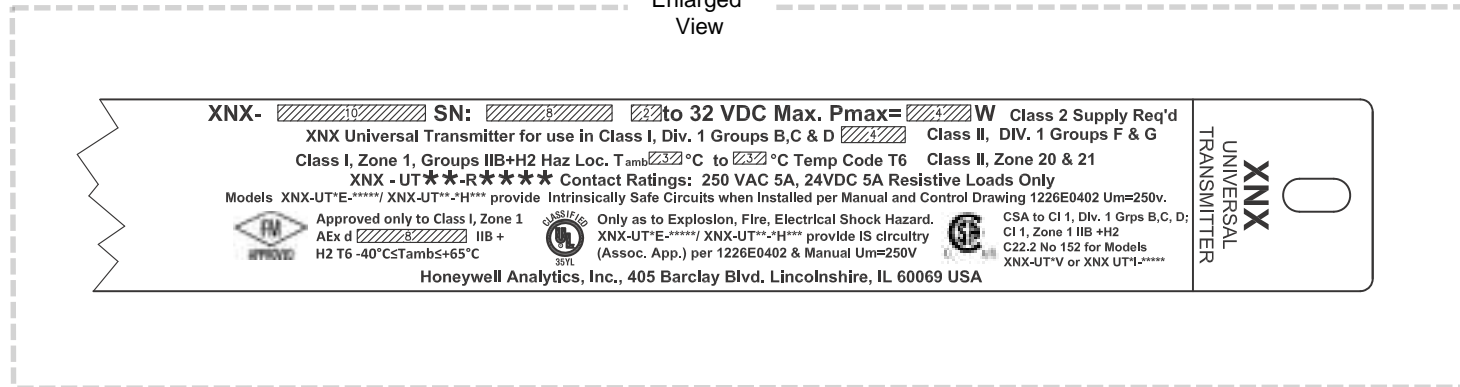 Enlarged
View
XNX- 10 SN: 8 2 to 32 VDC Max. Pmax= 4 W Class 2 Supply Req'd
XNX Universal Transmitter for use in Class I, Div. 1 Groups B,C & D 4 Class II, DIV. 1 Groups F & G
Class I, Zone 1, Groups IIB+H2 Haz Loc. Tamb 3 °C to 3 °C Temp Code T6 Class II, Zone 20 & 21
XNX - UT**-R**** Contact Ratings: 250 VAC 5A, 24VDC 5A Resistive Loads Only
Models XNX-UT*E-*****/ XNX-UT**-*H*** provide Intrinsically Safe Circuits when Installed per Manual and Control Drawing 1226E0402 Um=250v.
FM
APPROVED
Approved only to Class I, Zone 1
AEx d 8 IIB +
H2 T6 -40°C≤Tamb≤+65°C
CLASSIFIED
UL
35YL
Only as to Explosion, Fire, Electrical Shock Hazard.
XNX-UT*E-*****/ XNX-UT**-*H*** provide IS circuitry
(Assoc. App.) per 1226E0402 & Manual Um=250V
CSA to Cl 1, Div. 1 Grps B,C, D;
Cl 1, Zone 1 IIB +H2
C22.2 No 152 for Models
XNX-UT*V or XNX UT*I-*****
Honeywell Analytics, Inc., 405 Barclay Blvd. Lincolnshire, IL 60069 USA
XNX
UNIVERSAL
TRANSMITTER